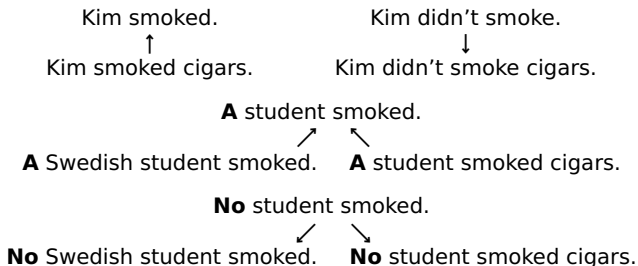 Kim smoked. Kim didn't smoke.
↑ ↓
Kim smoked cigars. Kim didn't smoke cigars.
A student smoked.
↗ ↖
A Swedish student smoked. A student smoked cigars.
No student smoked.
↙ ↘
No Swedish student smoked. No student smoked cigars.